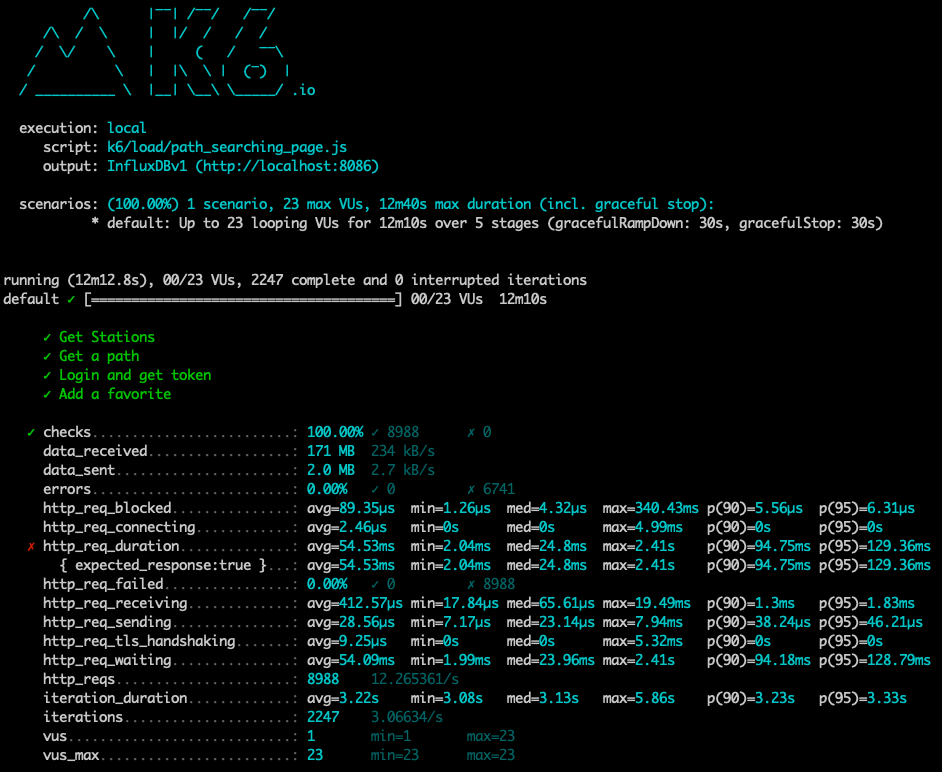 /\      |‾‾| /‾‾/   /‾‾/
     /\  /  \     |  |/  /   /  /
    /  \/    \    |     (   /   ‾‾\
   /          \   |  |\  \ |  (‾)  |
  / __________ \  |__| \__\ \_____/ .io
execution: local
script: k6/load/path_searching_page.js
output: InfluxDBv1 (http://localhost:8086)
scenarios: (100.00%) 1 scenario, 23 max VUs, 12m40s max duration (incl. graceful stop):
* default: Up to 23 looping VUs for 12m10s over 5 stages (gracefulRampDown: 30s, gracefulStop: 30s)
running (12m12.8s), 00/23 VUs, 2247 complete and 0 interrupted iterations
default ✓ [======================================] 00/23 VUs  12m10s
✓ Get Stations
✓ Get a path
✓ Login and get token
✓ Add a favorite
✓ checks.........................: 100.00% ✓ 8988      ✗ 0
data_received..................: 171 MB  234 kB/s
data_sent......................: 2.0 MB  2.7 kB/s
errors.........................: 0.00%   ✓ 0         ✗ 6741
http_req_blocked...............: avg=89.35µs  min=1.26µs  med=4.32µs  max=340.43ms p(90)=5.56µs  p(95)=6.31µs
http_req_connecting............: avg=2.46µs   min=0s      med=0s      max=4.99ms   p(90)=0s      p(95)=0s
✗ http_req_duration..............: avg=54.53ms  min=2.04ms  med=24.8ms  max=2.41s    p(90)=94.75ms p(95)=129.36ms
{ expected_response:true }...: avg=54.53ms  min=2.04ms  med=24.8ms  max=2.41s    p(90)=94.75ms p(95)=129.36ms
http_req_failed................: 0.00%   ✓ 0         ✗ 8988
http_req_receiving.............: avg=412.57µs min=17.84µs med=65.61µs max=19.49ms  p(90)=1.3ms   p(95)=1.83ms
http_req_sending...............: avg=28.56µs  min=7.17µs  med=23.14µs max=7.94ms   p(90)=38.24µs p(95)=46.21µs
http_req_tls_handshaking.......: avg=9.25µs   min=0s      med=0s      max=5.32ms   p(90)=0s      p(95)=0s
http_req_waiting...............: avg=54.09ms  min=1.99ms  med=23.96ms max=2.41s    p(90)=94.18ms p(95)=128.79ms
http_reqs......................: 8988    12.265361/s
iteration_duration.............: avg=3.22s    min=3.08s   med=3.13s   max=5.86s    p(90)=3.23s   p(95)=3.33s
iterations.....................: 2247    3.06634/s
vus............................: 1       min=1       max=23
vus_max........................: 23      min=23      max=23